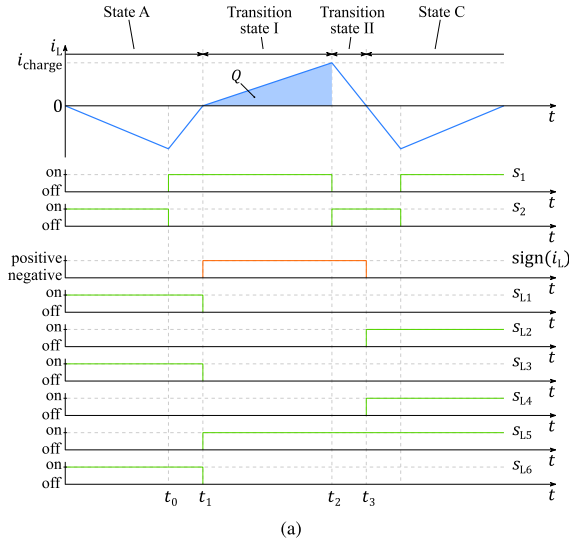 State A
Transition state I
Transition state II
State C
i_L
i_charge
Q
0
t
on
off
s_1
t
on
off
s_2
t
positive
negative
sign(i_L)
t
on
off
s_L1
t
on
off
s_L2
t
on
off
s_L3
t
on
off
s_L4
t
on
off
s_L5
t
on
off
s_L6
t
t_0 t_1 t_2 t_3
(a)